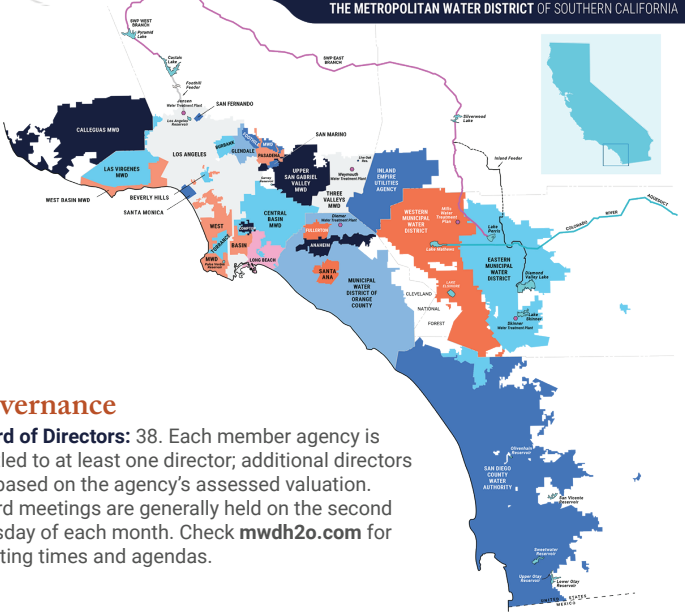 THE METROPOLITAN WATER DISTRICT OF SOUTHERN CALIFORNIA
SWP WEST
BRANCH
Pyramid
Lake
Castaic
Lake
SWP EAST
BRANCH
Foothill
Feeder
Jensen
Water Treatment Plant
Los Angeles
Reservoir
SAN FERNANDO
Silverwood
Lake
CALLEGUAS MWD
LOS ANGELES
BURBANK
GLENDALE
MWD
PASADENA
SAN MARINO
Inland Feeder
LAS VIRGENES
MWD
UPPER
SAN GABRIEL
VALLEY
MWD
Weymouth
Water Treatment Plant
INLAND
EMPIRE
UTILITIES
AGENCY
WEST BASIN MWD
BEVERLY HILLS
SANTA MONICA
THREE
VALLEYS
MWD
CENTRAL
BASIN
MWD
Diemer
Water Treatment Plant
WESTERN
MUNICIPAL
WATER
DISTRICT
Mills
Water
Treatment
Plant
Lake
Perris
COLORADO
RIVER
AQUEDUCT
WEST
BASIN
MWD
TORRANCE
COMPTON
FULLERTON
ANAHEIM
LONG BEACH
Palos Verdes
Reservoir
Lake Mathews
SANTA
ANA
MUNICIPAL
WATER
DISTRICT OF
ORANGE
COUNTY
EASTERN
MUNICIPAL
WATER
DISTRICT
Diamond
Valley Lake
Lake
Skinner
Skinner
Water Treatment Plant
CLEVELAND
NATIONAL
FOREST
vernance
rd of Directors: 38. Each member agency is
led to at least one director; additional directors
based on the agency's assessed valuation.
rd meetings are generally held on the second
sday of each month. Check mwdh2o.com for
ting times and agendas.
SAN DIEGO
COUNTY
WATER
AUTHORITY
Olivenhain
Reservoir
San Vicente
Reservoir
Sweetwater
Reservoir
Upper Otay
Reservoir
Lower Otay
Reservoir
UNITED STATES
MEXICO